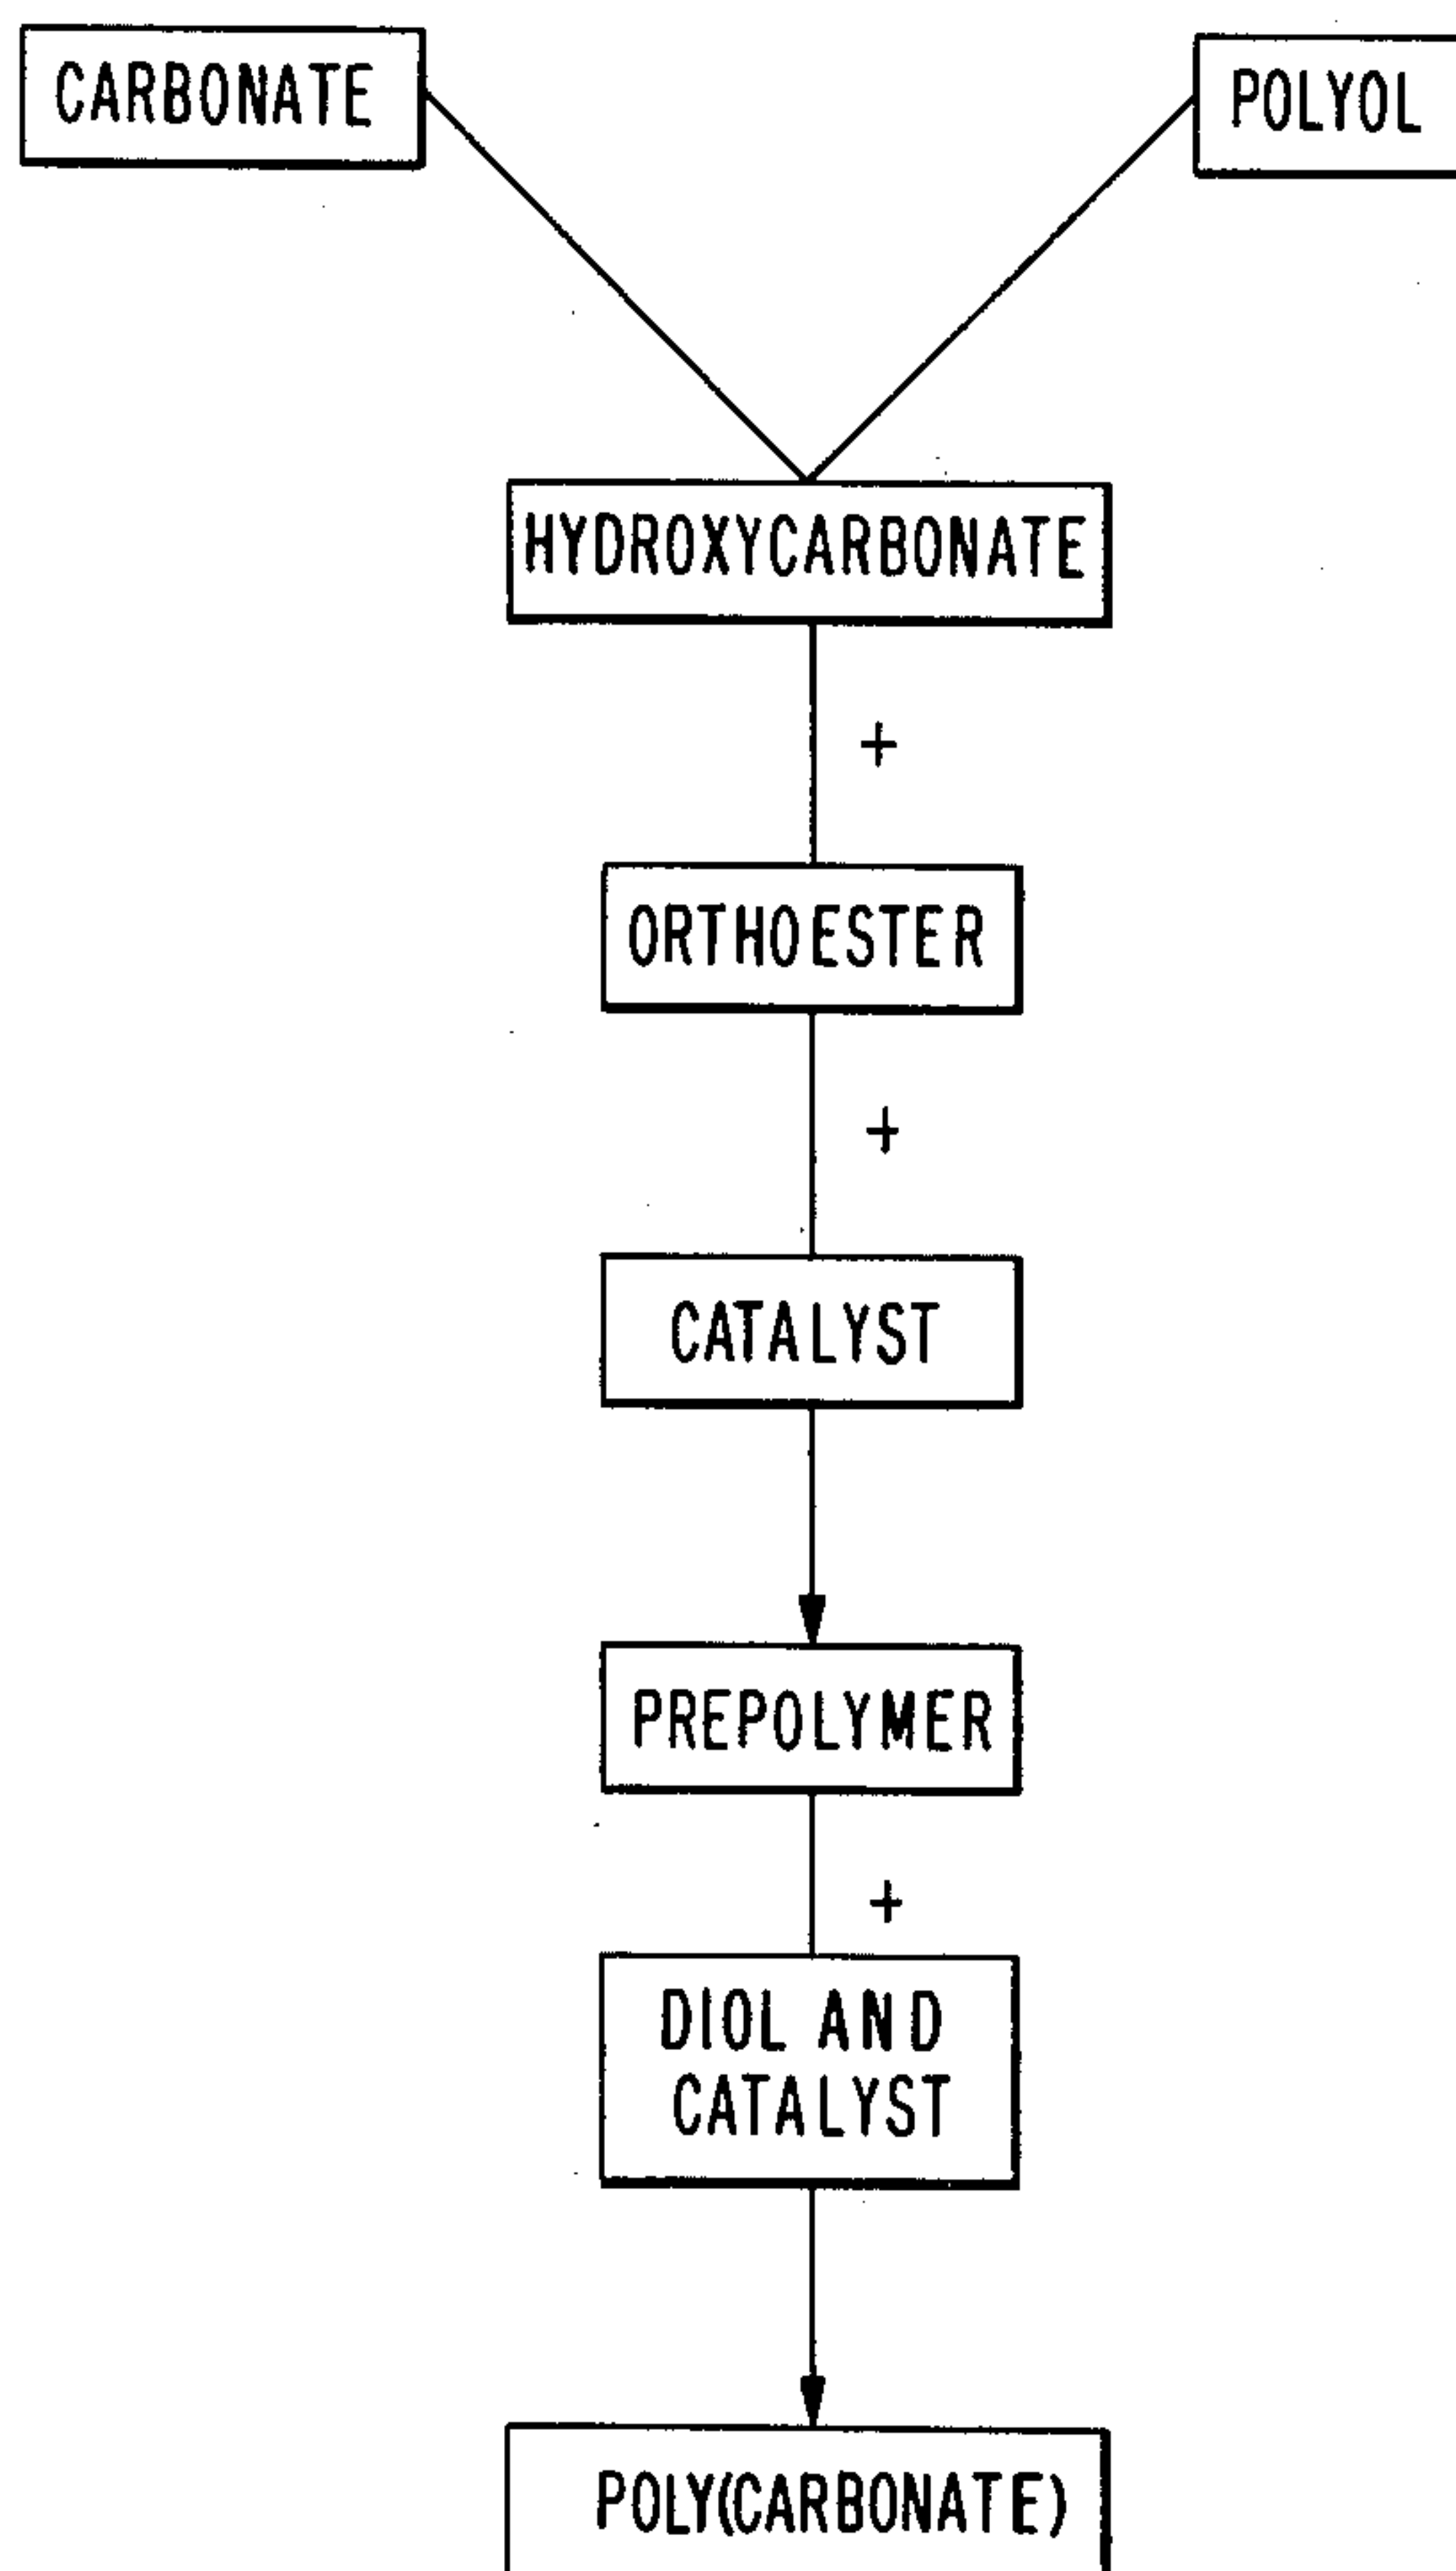 CARBONATE
POLYOL
HYDROXYCARBONATE
+
ORTHOESTER
+
CATALYST
PREPOLYMER
+
DIOL AND
CATALYST
POLY(CARBONATE)